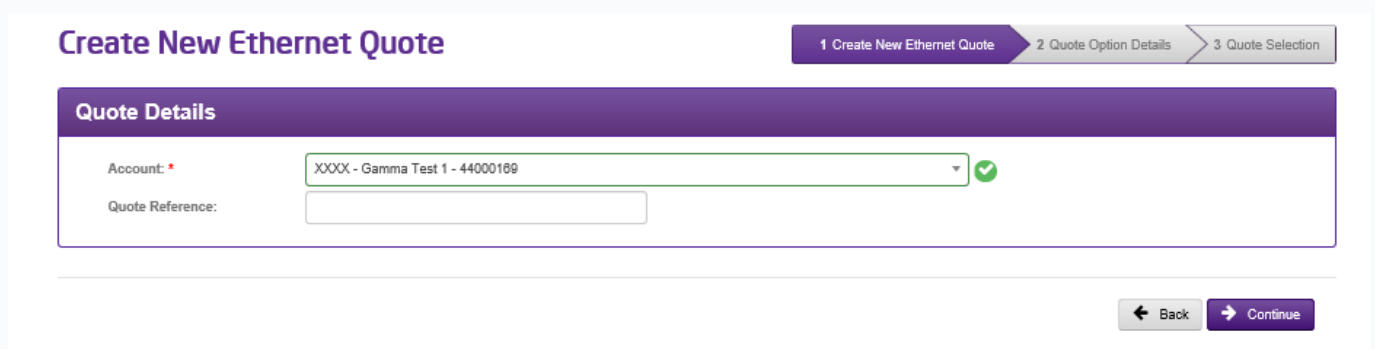 Create New Ethernet Quote
1 Create New Ethernet Quote
2 Quote Option Details
3 Quote Selection
Quote Details
Account: *
XXXX - Gamma Test 1 - 44000169
Quote Reference:
Back
Continue